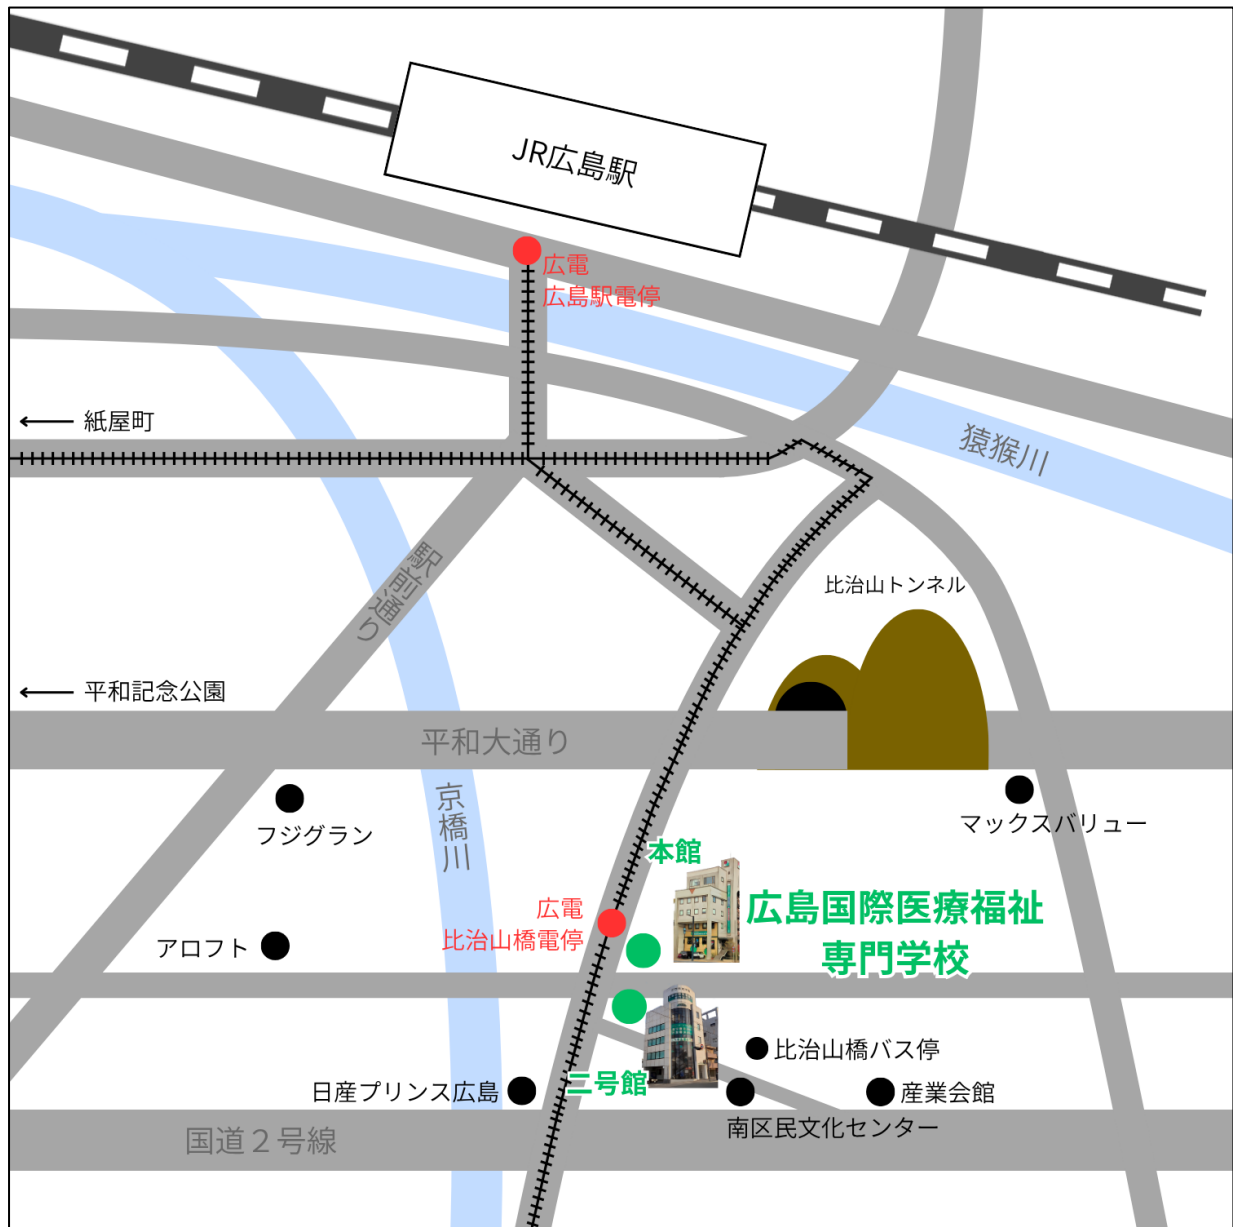 JR広島駅
広電
広島駅電停
← 紙屋町
猿猴川
駅前通り
比治山トンネル
← 平和記念公園
平和大通り
京橋川
フジグラン
マックスバリュー
本館
広島国際医療福祉
専門学校
広電
比治山橋電停
アロフト
比治山橋バス停
二号館
日産プリンス広島
産業会館
南区民文化センター
国道２号線